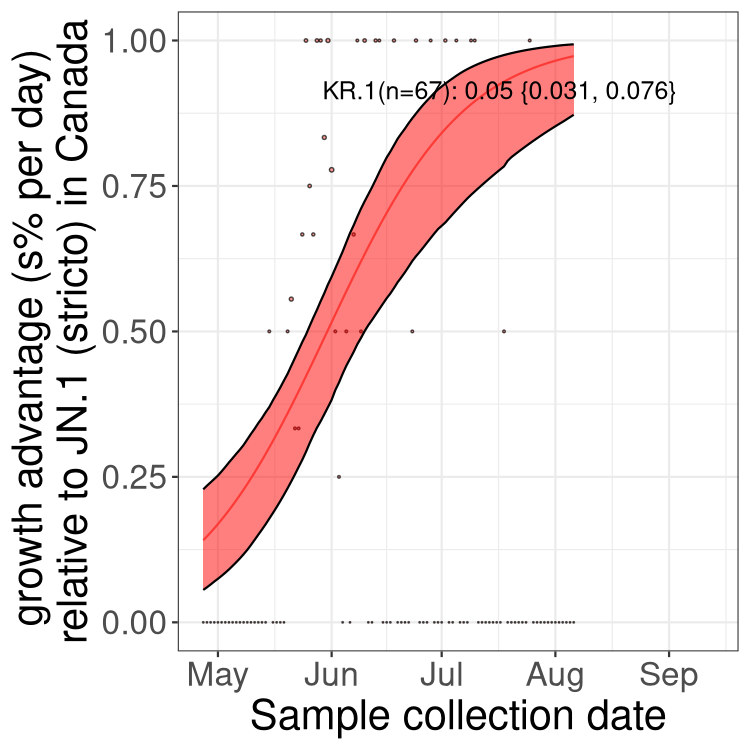 growth advantage (s% per day)
relative to JN.1 (stricto) in Canada
1.00
0.75
0.50
0.25
0.00
KR.1(n=67): 0.05 {0.031, 0.076}
May Jun Jul Aug Sep
Sample collection date